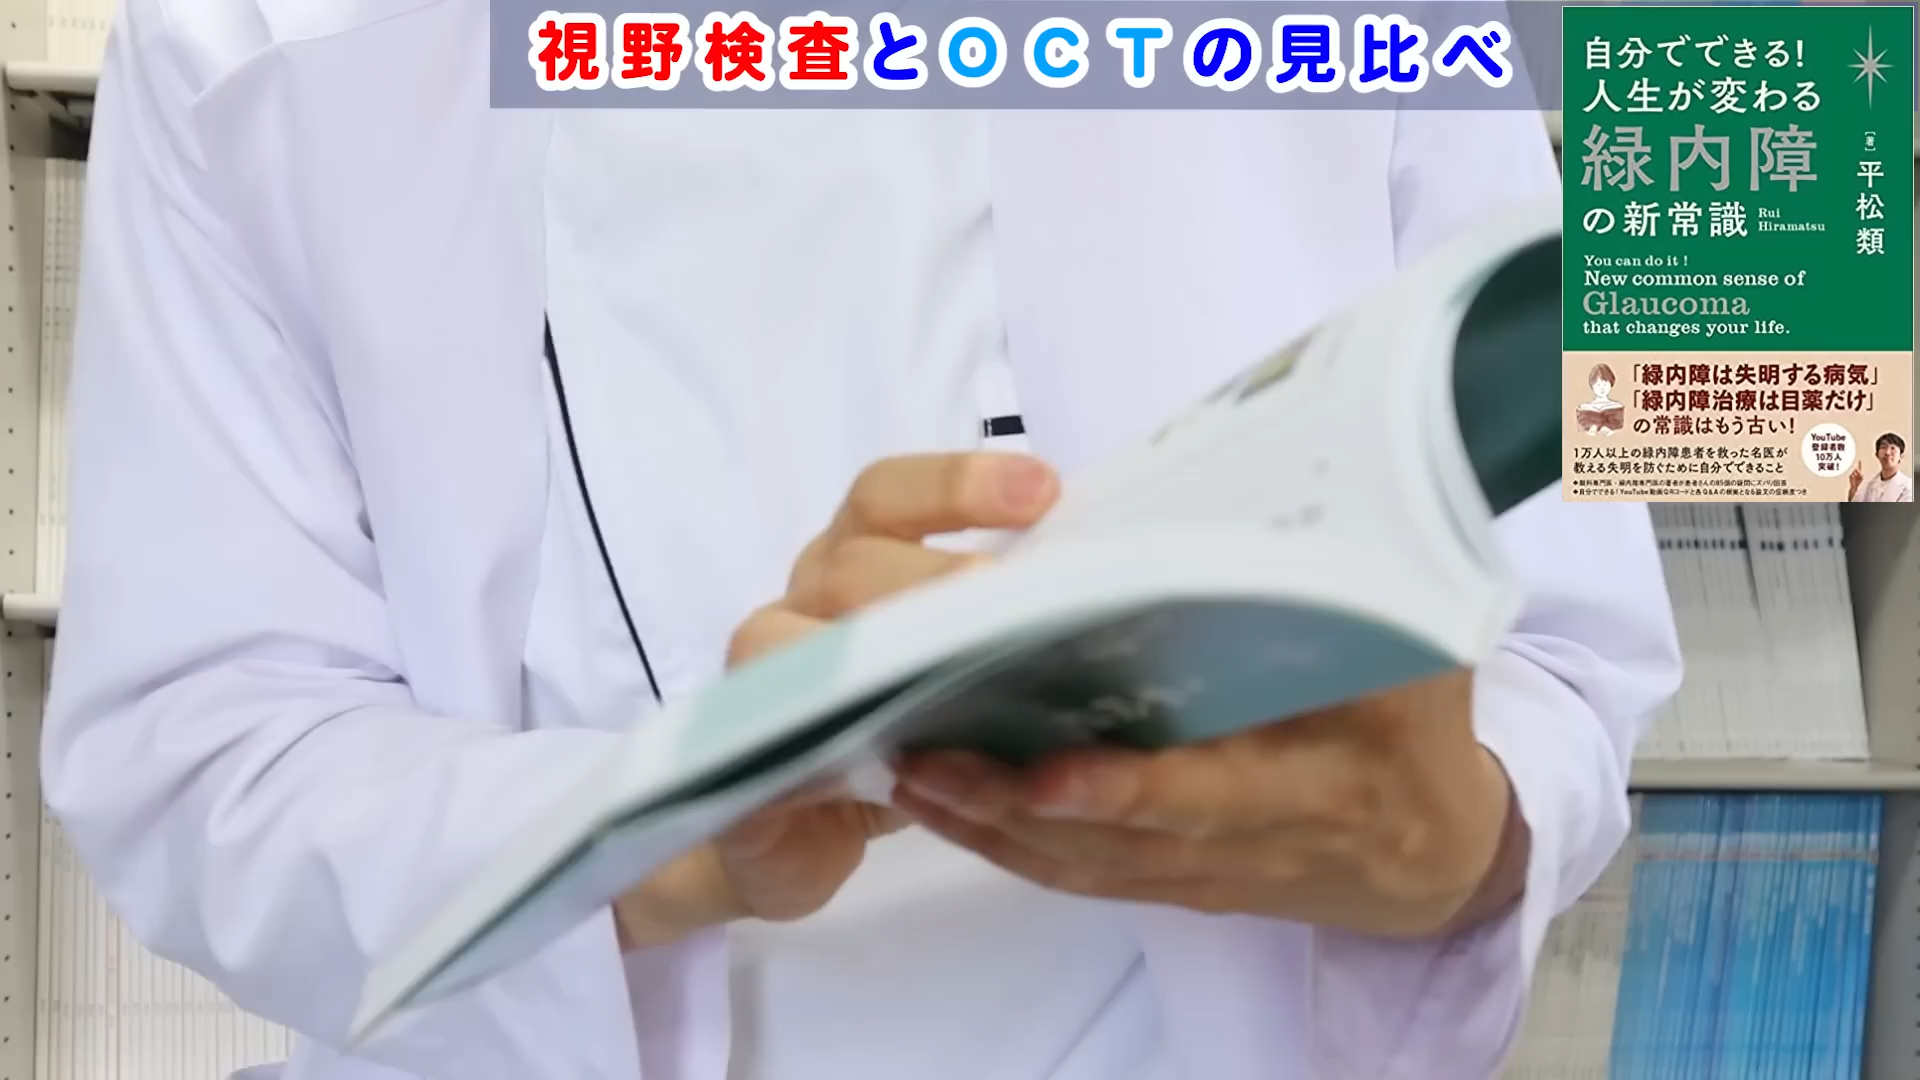 視野検査とOCTの見比べ
自分でできる!
人生が変わる
緑内障
の新常識
Rui
Hiramatsu
[著]平松類
You can do it !
New common sense of
Glaucoma
that changes your life.
「緑内障は失明する病気」
「緑内障治療は目薬だけ」
の常識はもう古い!
1万人以上の緑内障患者を救った名医が
教える失明を防ぐために自分でできること
YouTube
登録者数
10万人
突破!